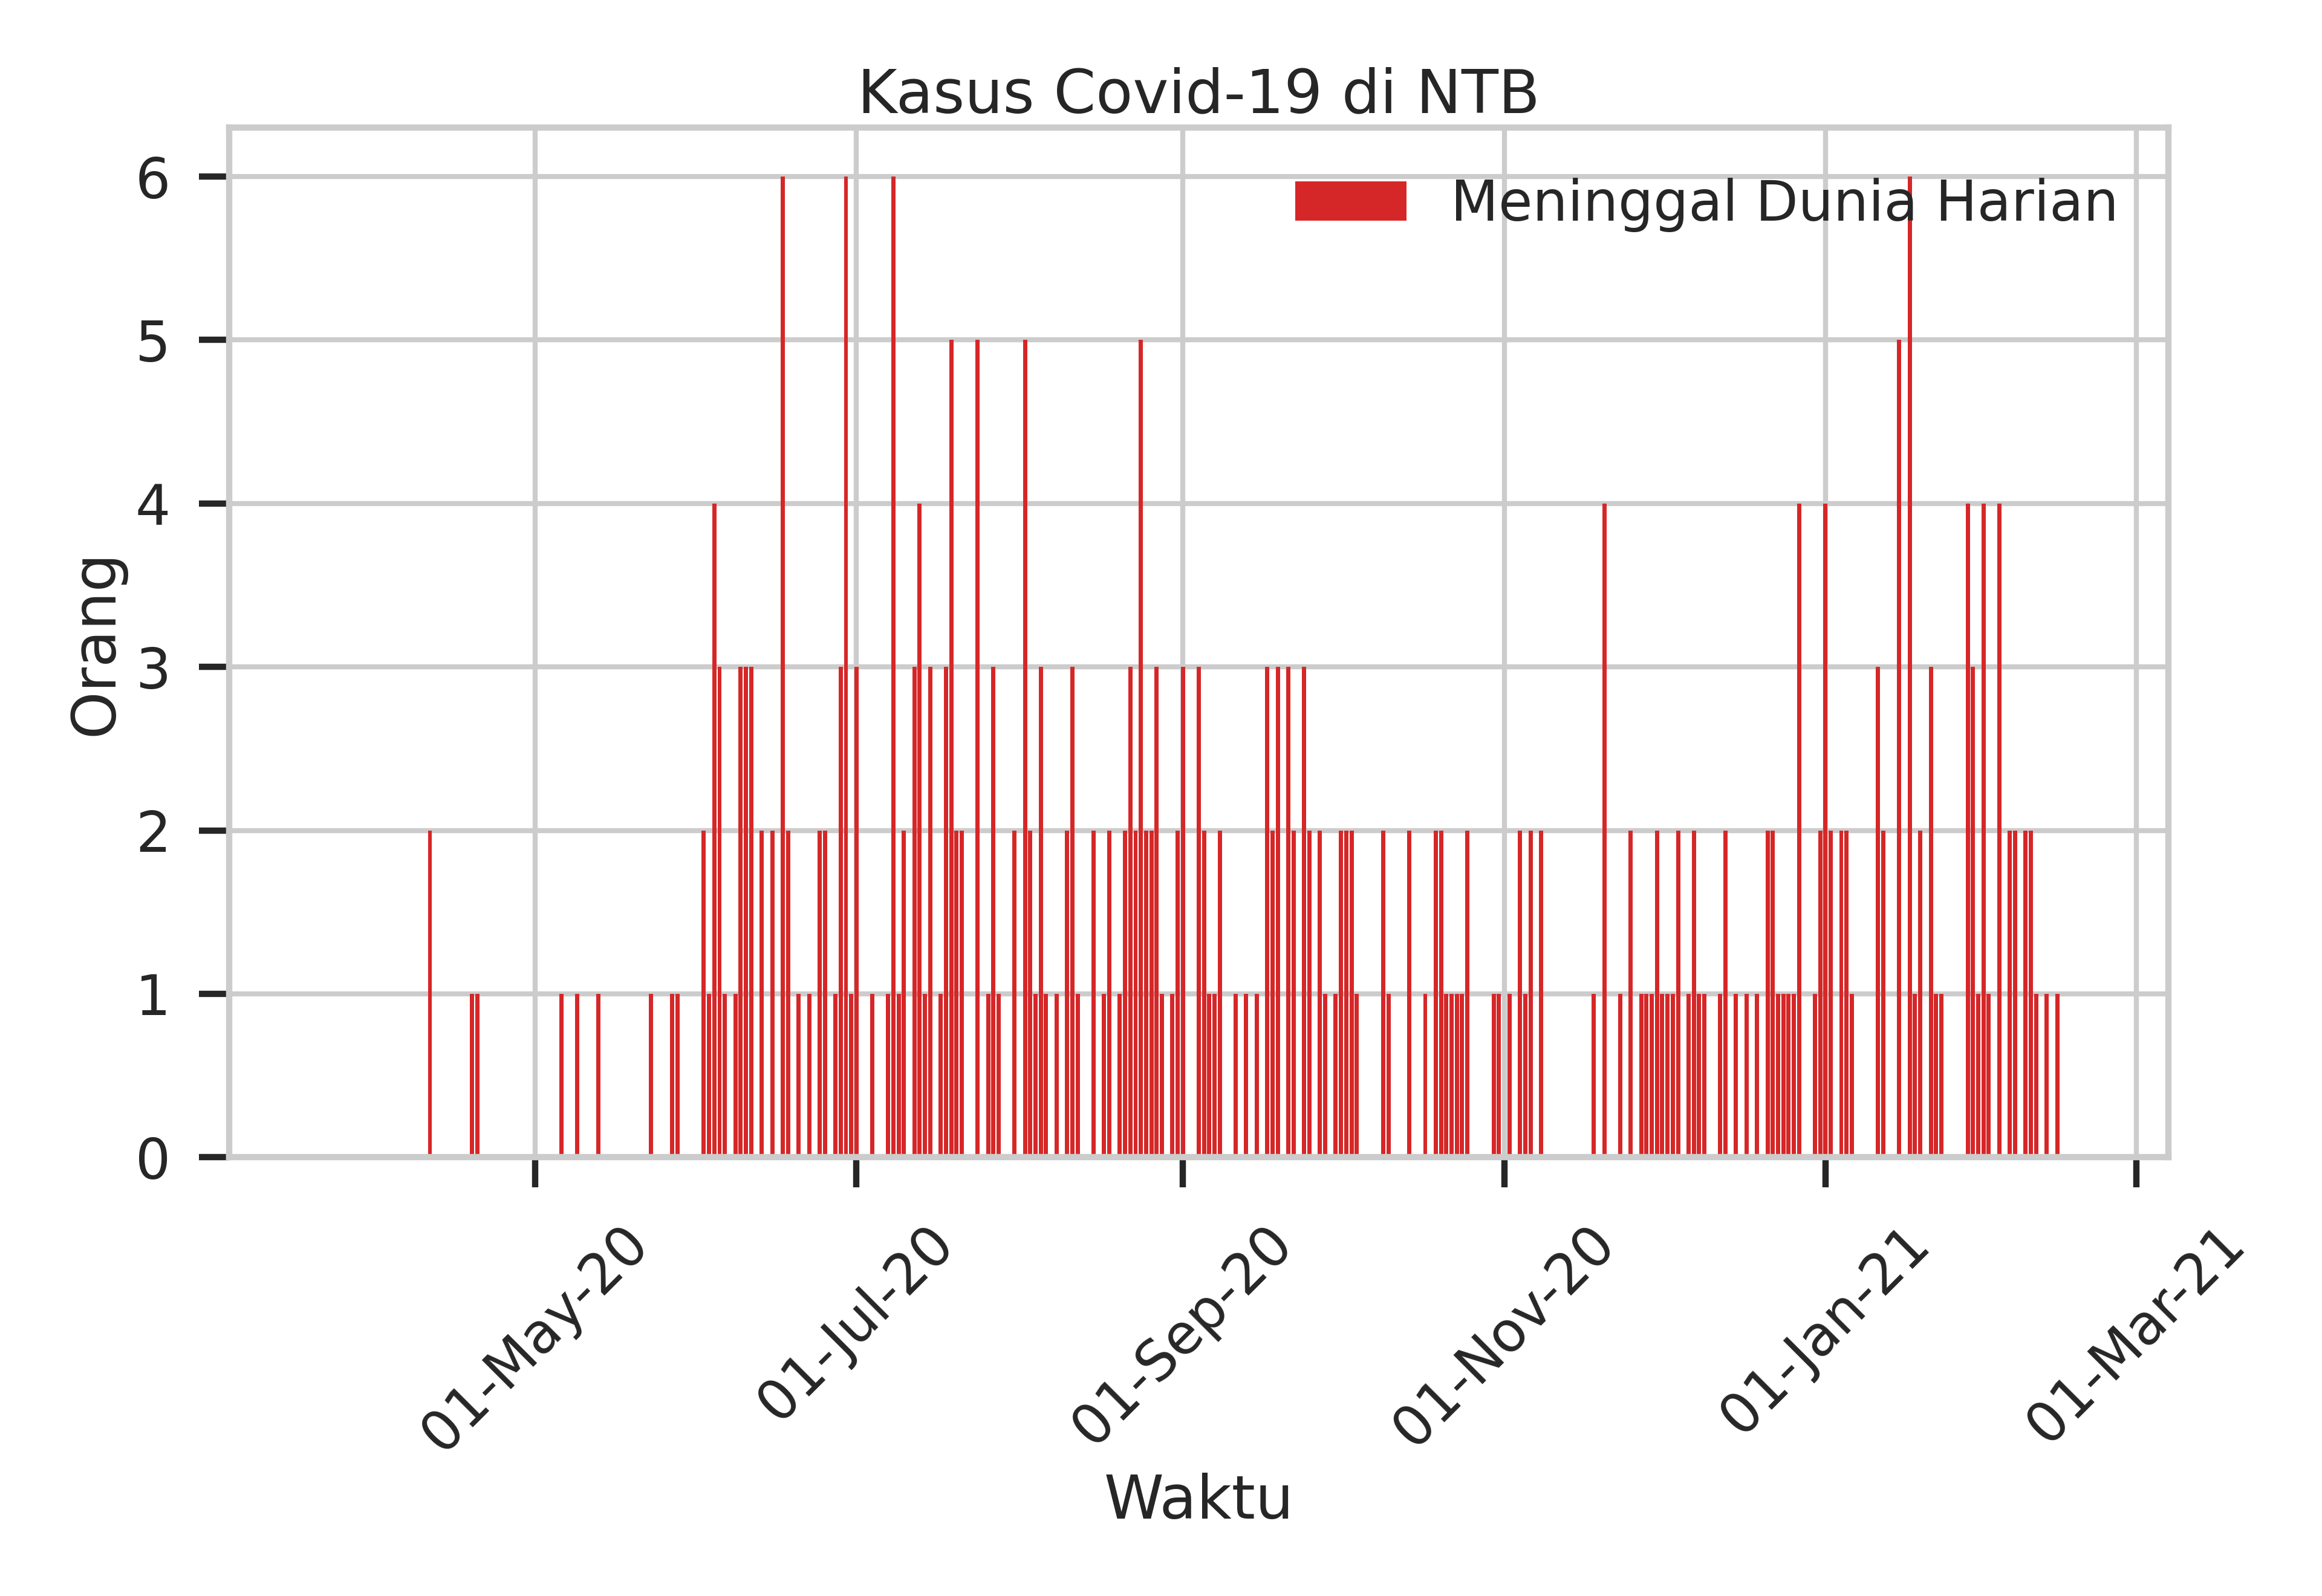 Kasus Covid-19 di NTB
Meninggal Dunia Harian
6
5
4
3
2
1
0
Orang
01-May-20
01-Jul-20
01-Sep-20
01-Nov-20
01-Jan-21
01-Mar-21
Waktu